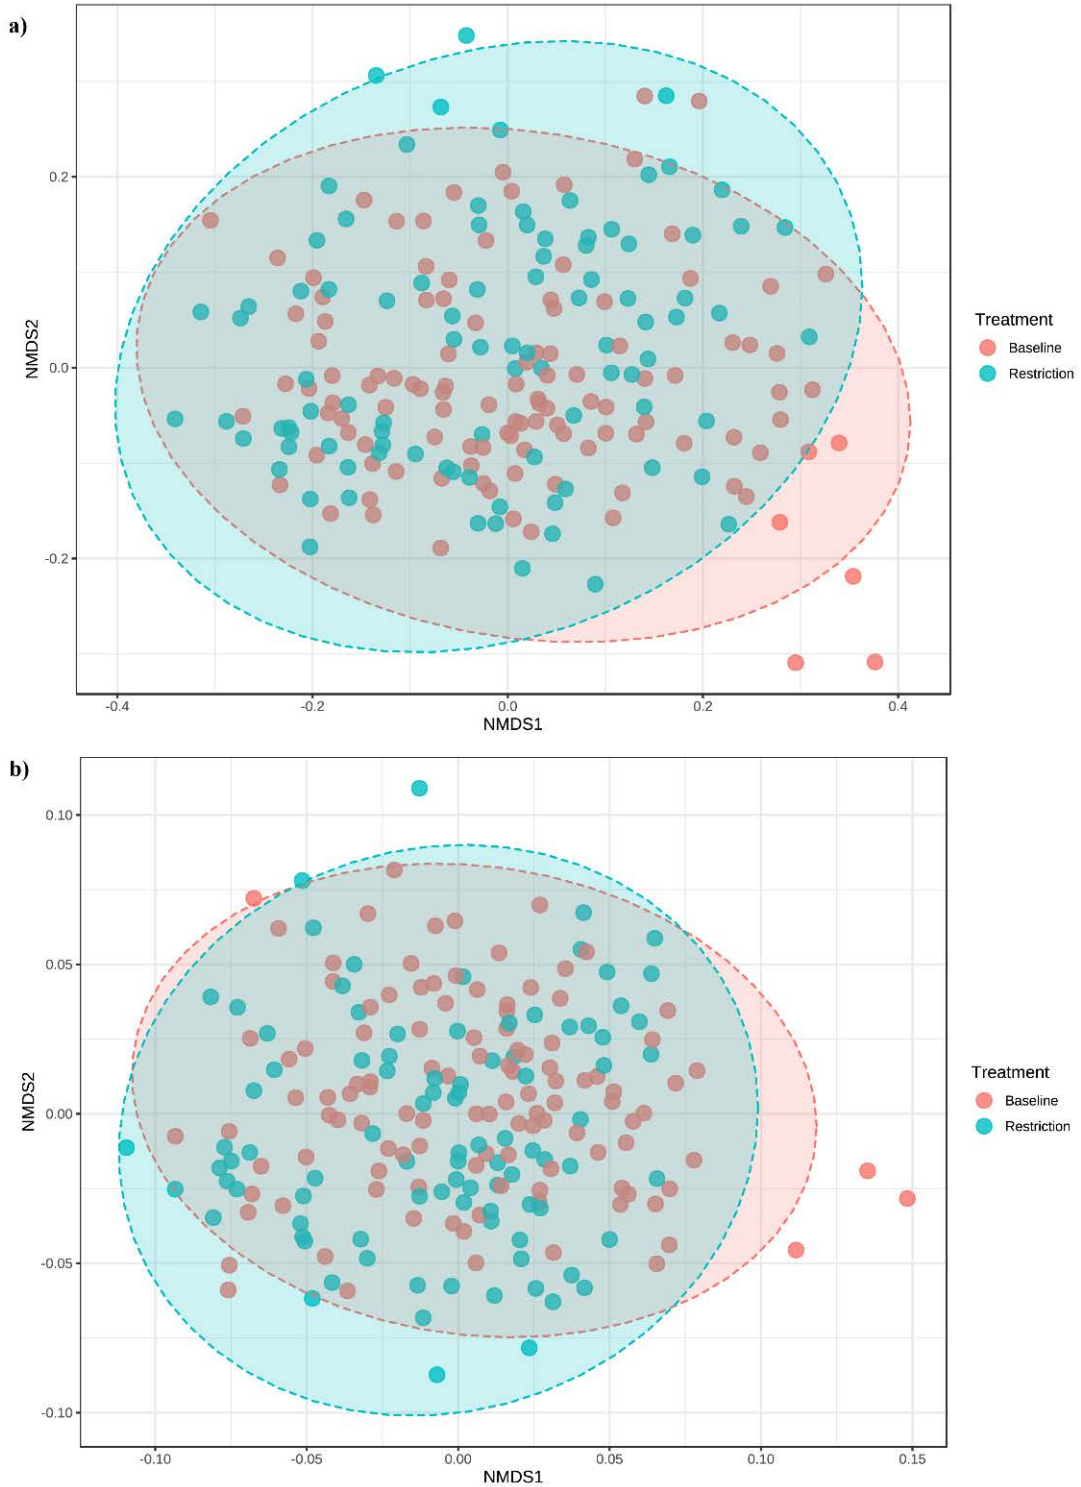 a)
0.2
0.0
-0.2
NMDS2
-0.4 -0.2 0.0 0.2 0.4
NMDS1
Treatment
Baseline
Restriction
b)
0.10
0.05
0.00
-0.05
-0.10
NMDS2
-0.10 -0.05 0.00 0.05 0.10 0.15
NMDS1
Treatment
Baseline
Restriction